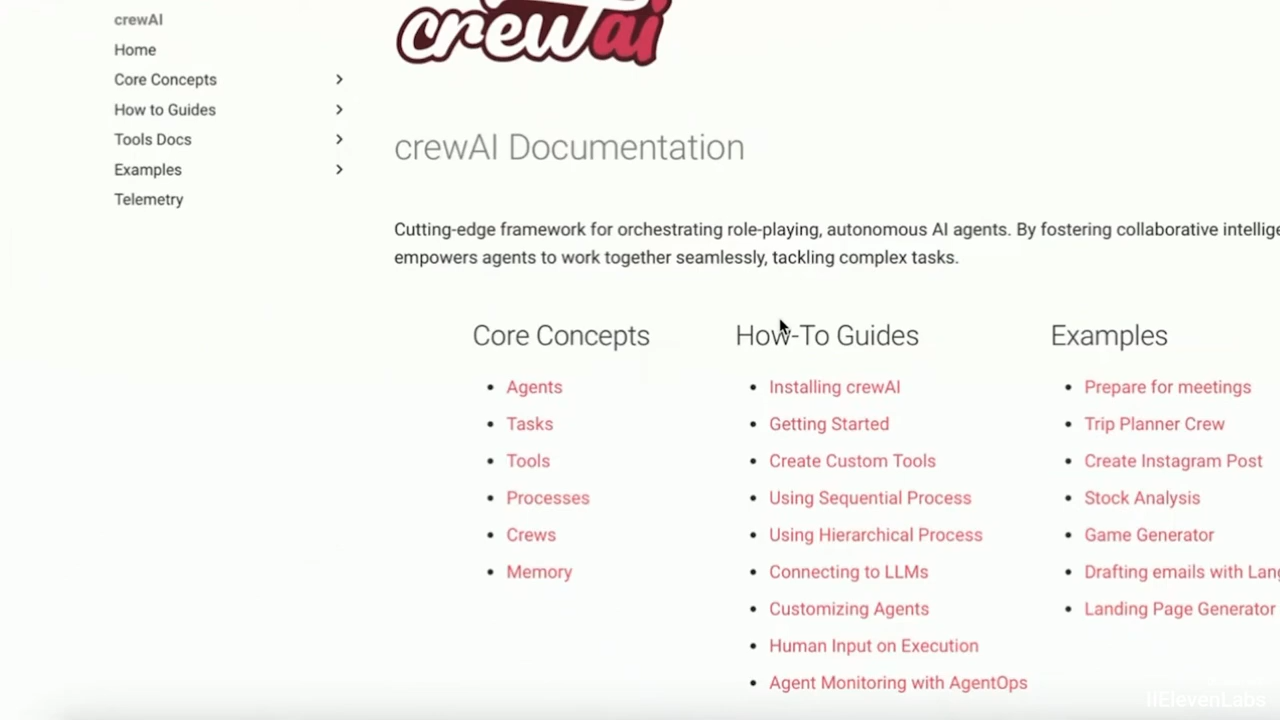 crewAI
Home
Core Concepts
How to Guides
Tools Docs
Examples
Telemetry
crewai
crewAI Documentation
Cutting-edge framework for orchestrating role-playing, autonomous AI agents. By fostering collaborative intellige
empowers agents to work together seamlessly, tackling complex tasks.
Core Concepts
Agents
Tasks
Tools
Processes
Crews
Memory
How-To Guides
Installing crewAI
Getting Started
Create Custom Tools
Using Sequential Process
Using Hierarchical Process
Connecting to LLMs
Customizing Agents
Human Input on Execution
Agent Monitoring with AgentOps
Examples
Prepare for meetings
Trip Planner Crew
Create Instagram Post
Stock Analysis
Game Generator
Drafting emails with Lang
Landing Page Generator
IIElevenLabs